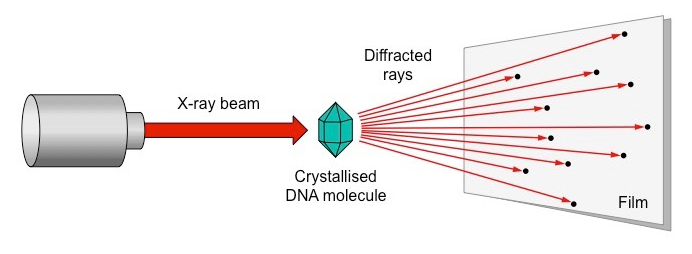 X-ray beam
Diffracted
rays
Crystallised
DNA molecule
Film